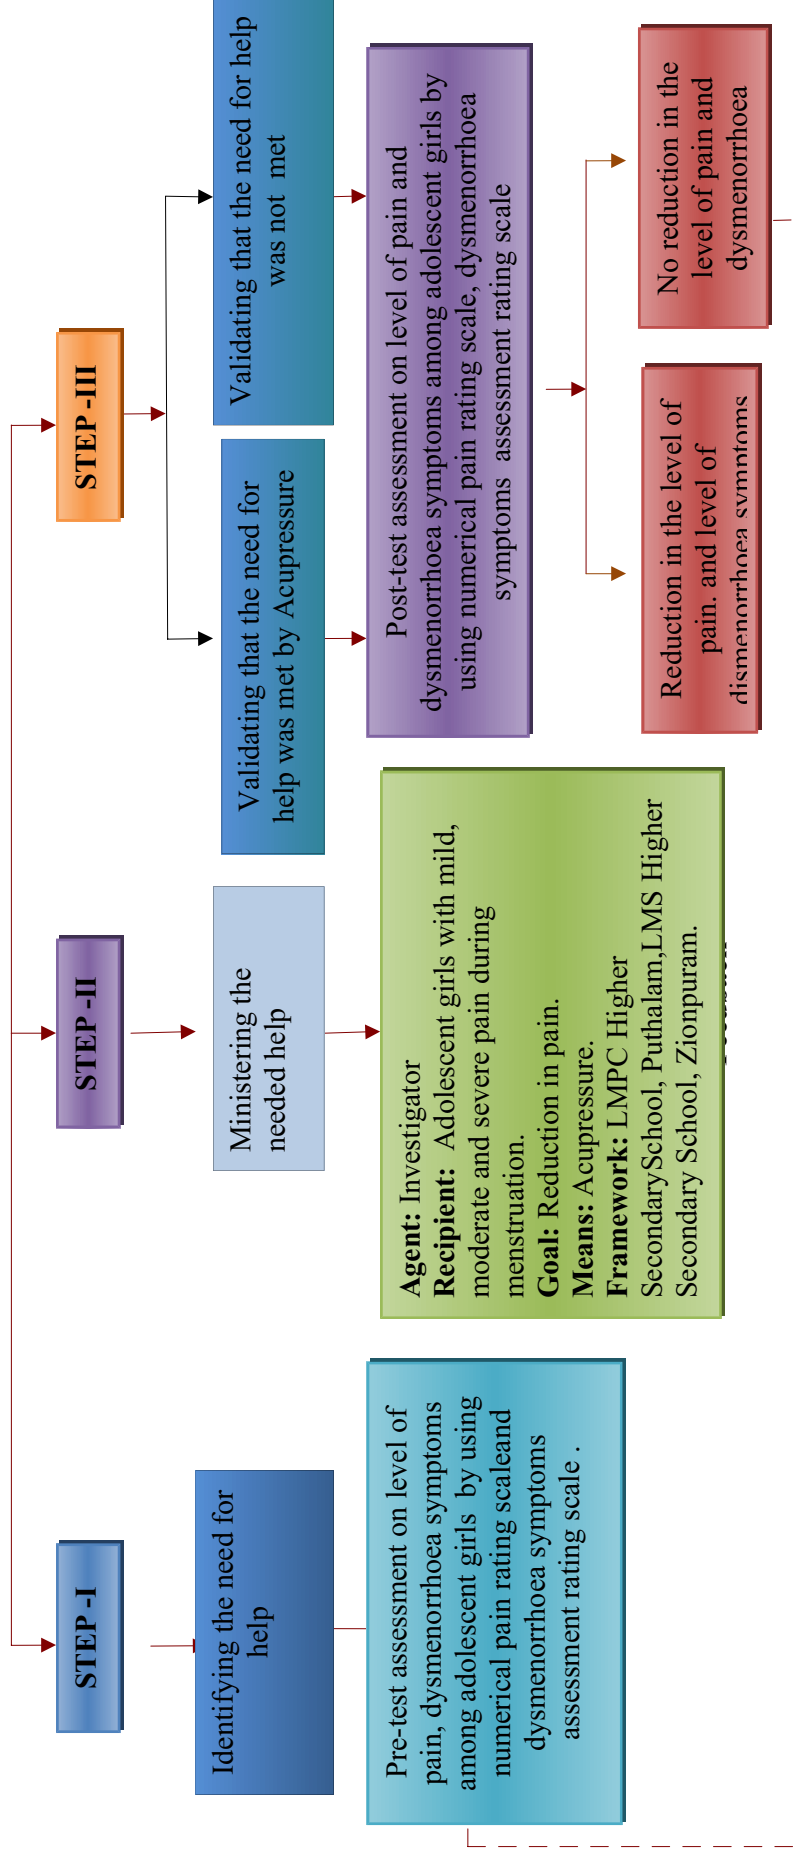 STEP -I
Identifying the need for
help
Pre-test assessment on level of
pain, dysmenorrhoea symptoms
among adolescent girls by using
numerical pain rating scaleand
dysmenorrhoea symptoms
assessment rating scale .
STEP -II
Ministering the
needed help
Agent: Investigator
Recipient: Adolescent girls with mild,
moderate and severe pain during
menstruation.
Goal: Reduction in pain.
Means: Acupressure.
Framework: LMPC Higher
SecondarySchool, Puthalam,LMS Higher
Secondary School, Zionpuram.
STEP -III
Validating that the need for
help was met by Acupressure
Validating that the need for help
was not met
Post-test assessment on level of pain and
dysmenorrhoea symptoms among adolescent girls by
using numerical pain rating scale, dysmenorrhoea
symptoms assessment rating scale
Reduction in the level of
pain. and level of
dismenorrhoea symptoms
No reduction in the
level of pain and
dysmenorrhoea